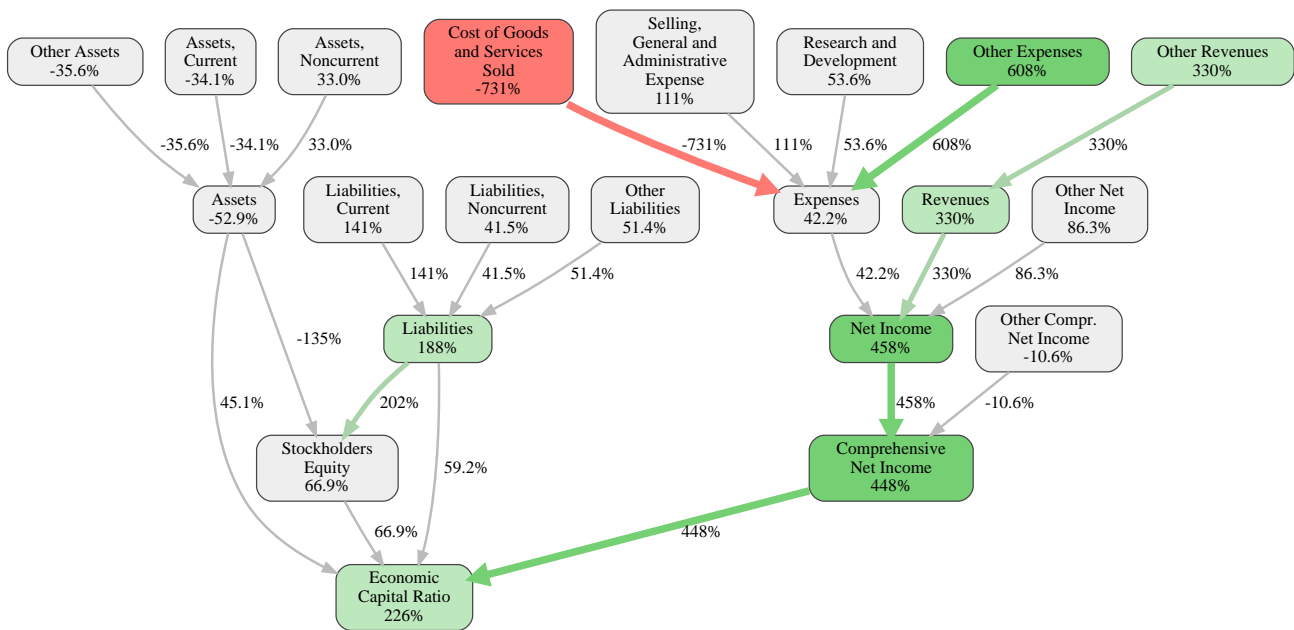 Other Assets
-35.6%
Assets,
Current
-34.1%
Assets,
Noncurrent
33.0%
Cost of Goods
and Services
Sold
-731%
Selling,
General and
Administrative
Expense
111%
Research and
Development
53.6%
Other Expenses
608%
Other Revenues
330%
-35.6%
-34.1%
33.0%
-731%
111%
53.6%
608%
330%
Assets
-52.9%
Liabilities,
Current
141%
Liabilities,
Noncurrent
41.5%
Other
Liabilities
51.4%
Expenses
42.2%
Revenues
330%
Other Net
Income
86.3%
141%
41.5%
51.4%
42.2%
330%
86.3%
Liabilities
188%
Net Income
458%
Other Compr.
Net Income
-10.6%
-135%
45.1%
202%
59.2%
458%
-10.6%
Stockholders
Equity
66.9%
Comprehensive
Net Income
448%
66.9%
448%
Economic
Capital Ratio
226%